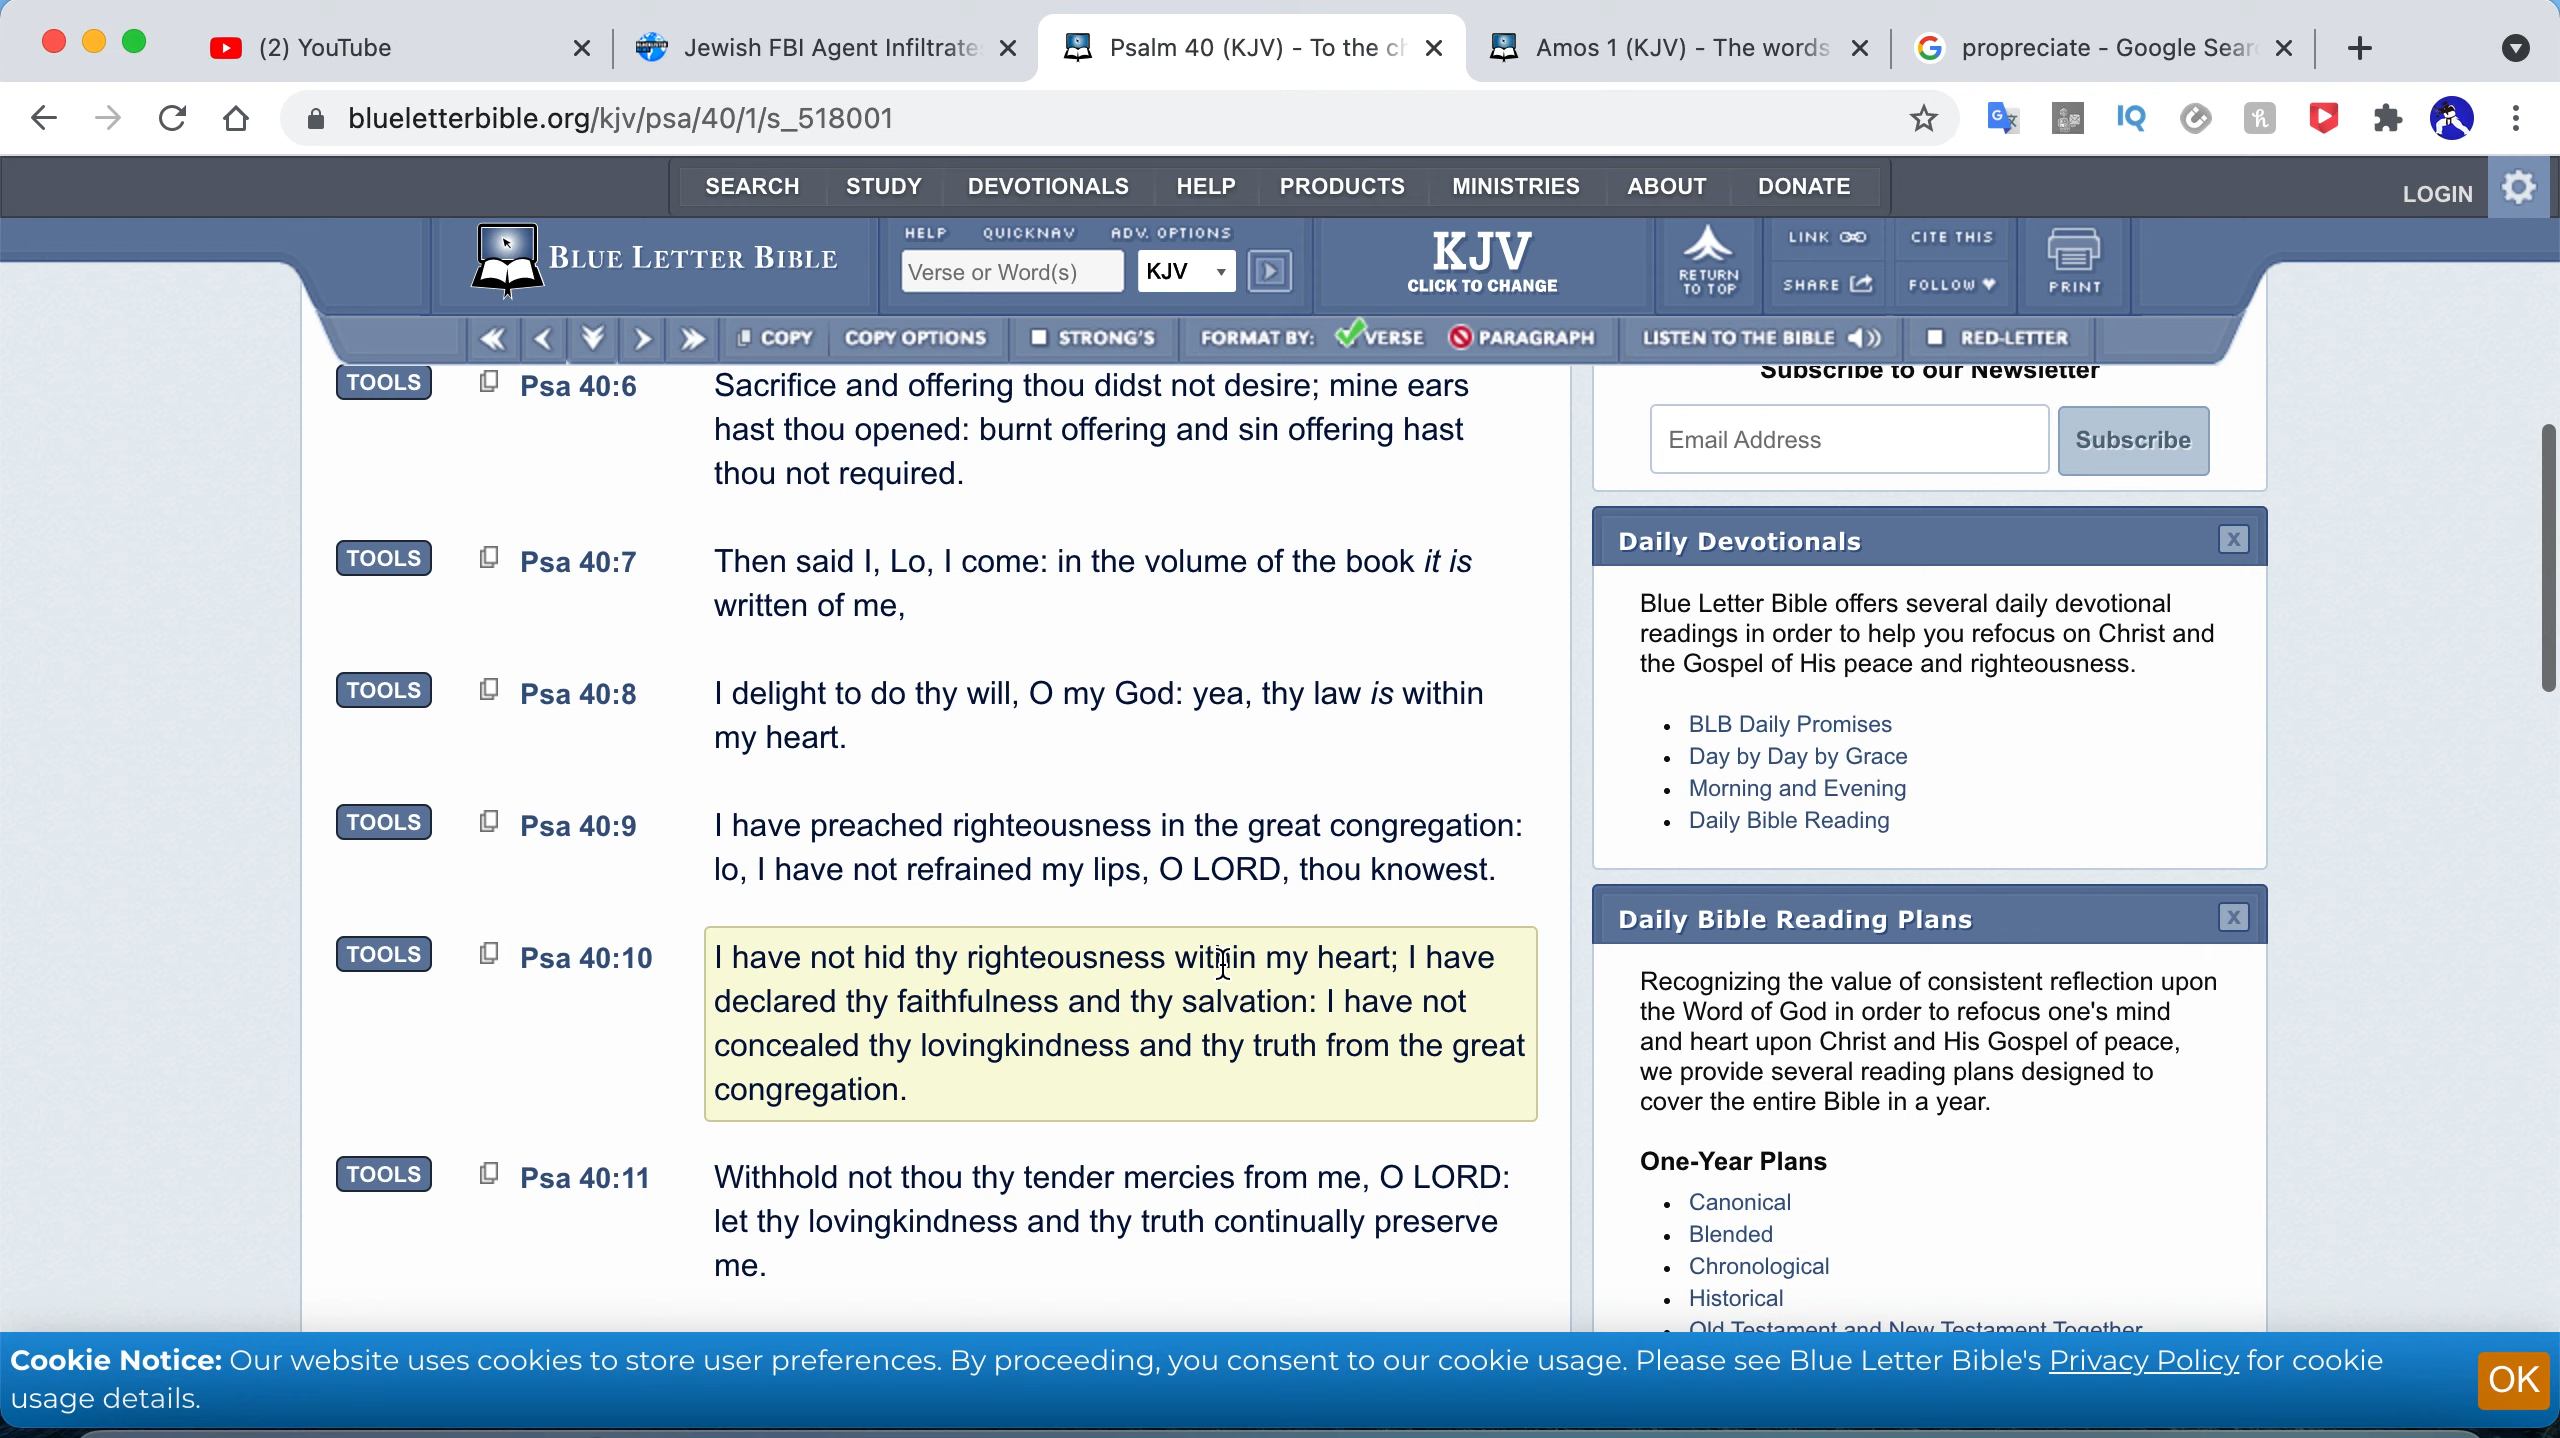 (2) YouTube
Jewish FBI Agent Infiltrate
Psalm 40 (KJV) - To the ch
Amos 1 (KJV) - The words
propreciate - Google Sear
blueletterbible.org/kjv/psa/40/1/s_518001
SEARCH STUDY DEVOTIONALS HELP PRODUCTS MINISTRIES ABOUT DONATE
LOGIN
BLUE LETTER BIBLE
HELP QUICKNAV ADV. OPTIONS
Verse or Word(s)
KJV
KJV
CLICK TO CHANGE
RETURN
TO TOP
LINK
CITE THIS
SHARE
FOLLOW
PRINT
COPY COPY OPTIONS STRONG'S FORMAT BY: VERSE PARAGRAPH LISTEN TO THE BIBLE RED-LETTER
TOOLS Psa 40:6 Sacrifice and offering thou didst not desire; mine ears
hast thou opened: burnt offering and sin offering hast
thou not required.
TOOLS Psa 40:7 Then said I, Lo, I come: in the volume of the book it is
written of me,
TOOLS Psa 40:8 I delight to do thy will, O my God: yea, thy law is within
my heart.
TOOLS Psa 40:9 I have preached righteousness in the great congregation:
lo, I have not refrained my lips, O LORD, thou knowest.
TOOLS Psa 40:10 I have not hid thy righteousness within my heart; I have
declared thy faithfulness and thy salvation: I have not
concealed thy lovingkindness and thy truth from the great
congregation.
TOOLS Psa 40:11 Withhold not thou thy tender mercies from me, O LORD:
let thy lovingkindness and thy truth continually preserve
me.
Subscribe to our Newsletter
Email Address
Subscribe
Daily Devotionals
X
Blue Letter Bible offers several daily devotional
readings in order to help you refocus on Christ and
the Gospel of His peace and righteousness.
BLB Daily Promises
Day by Day by Grace
Morning and Evening
Daily Bible Reading
Daily Bible Reading Plans
X
Recognizing the value of consistent reflection upon
the Word of God in order to refocus one's mind
and heart upon Christ and His Gospel of peace,
we provide several reading plans designed to
cover the entire Bible in a year.
One-Year Plans
Canonical
Blended
Chronological
Historical
Old Testament and New Testament Together
Cookie Notice: Our website uses cookies to store user preferences. By proceeding, you consent to our cookie usage. Please see Blue Letter Bible's Privacy Policy for cookie
usage details.
OK